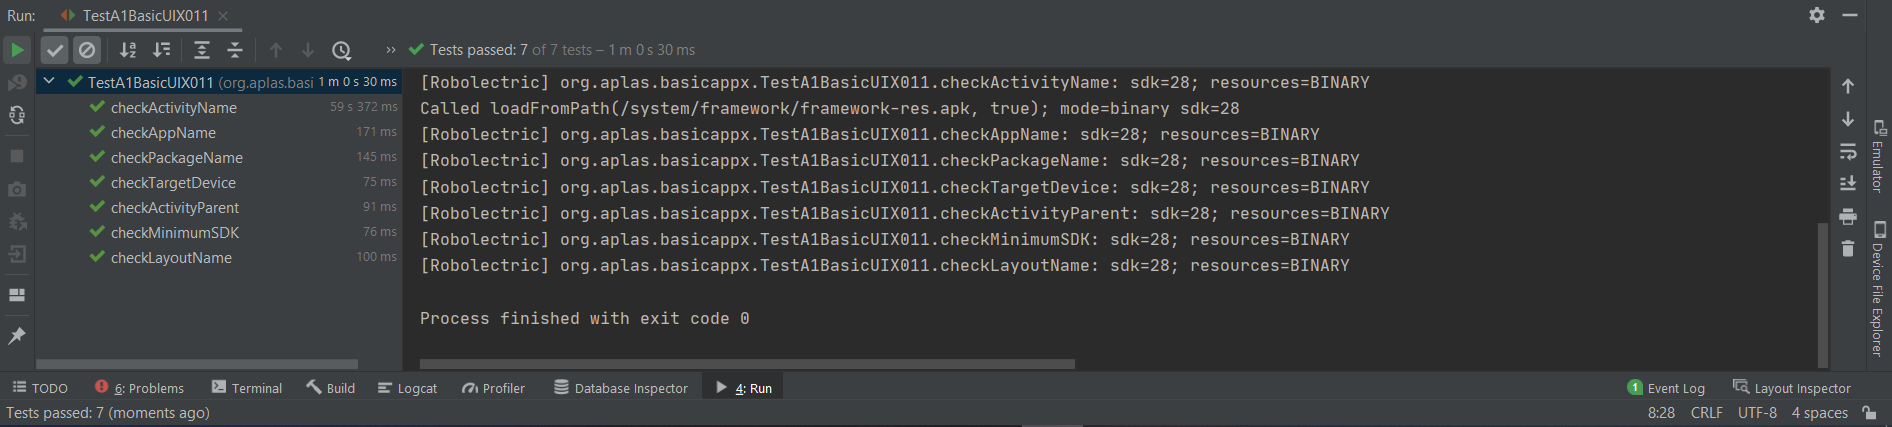 Run: TestA1BasicUIX011
Tests passed: 7 of 7 tests – 1 m 0 s 30 ms
TestA1BasicUIX011 (org.aplas.basi 1 m 0 s 30 ms
checkActivityName 59 s 372 ms
checkAppName 171 ms
checkPackageName 145 ms
checkTargetDevice 75 ms
checkActivityParent 91 ms
checkMinimumSDK 76 ms
checkLayoutName 100 ms
[Robolectric] org.aplas.basicappx.TestA1BasicUIX011.checkActivityName: sdk=28; resources=BINARY
Called loadFromPath(/system/framework/framework-res.apk, true); mode=binary sdk=28
[Robolectric] org.aplas.basicappx.TestA1BasicUIX011.checkAppName: sdk=28; resources=BINARY
[Robolectric] org.aplas.basicappx.TestA1BasicUIX011.checkPackageName: sdk=28; resources=BINARY
[Robolectric] org.aplas.basicappx.TestA1BasicUIX011.checkTargetDevice: sdk=28; resources=BINARY
[Robolectric] org.aplas.basicappx.TestA1BasicUIX011.checkActivityParent: sdk=28; resources=BINARY
[Robolectric] org.aplas.basicappx.TestA1BasicUIX011.checkMinimumSDK: sdk=28; resources=BINARY
[Robolectric] org.aplas.basicappx.TestA1BasicUIX011.checkLayoutName: sdk=28; resources=BINARY
Process finished with exit code 0
Emulator
Device File Explorer
TODO 6: Problems Terminal Build Logcat Profiler Database Inspector 4: Run 1 Event Log Layout Inspector
Tests passed: 7 (moments ago) 8:28 CRLF UTF-8 4 spaces